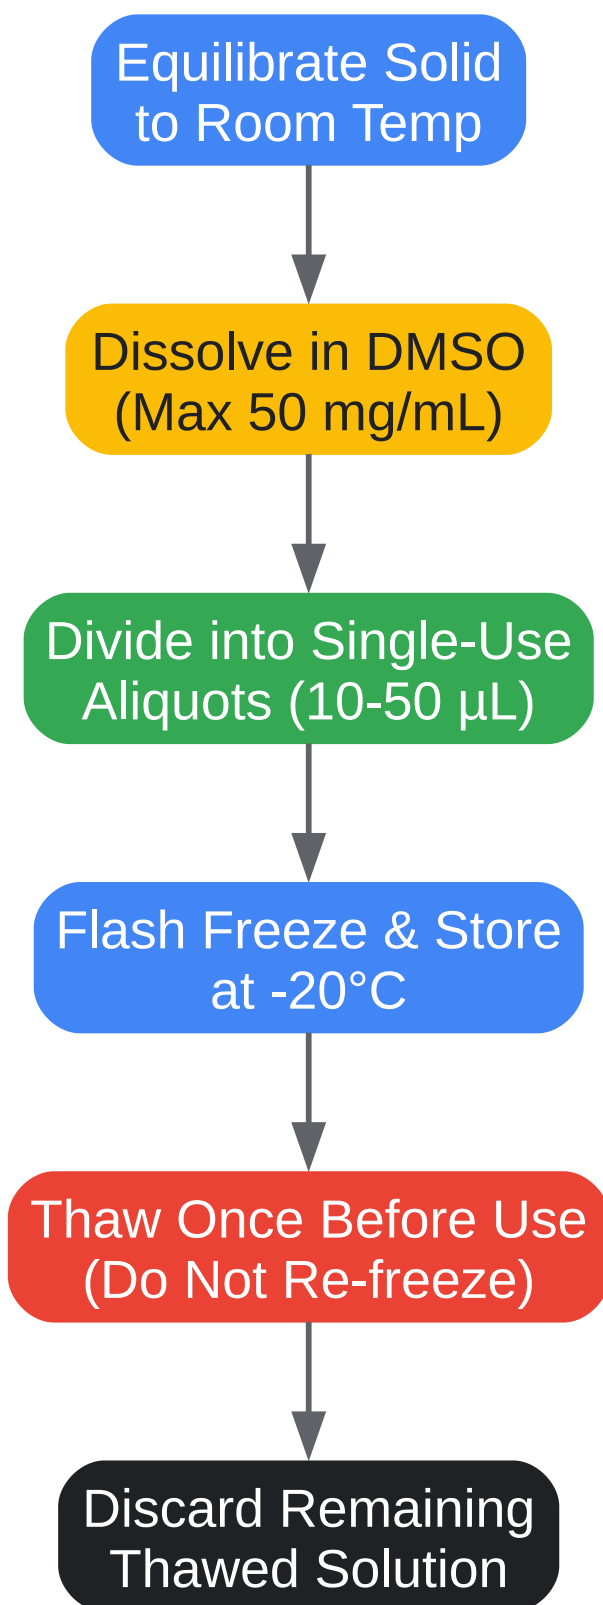 Equilibrate Solid
to Room Temp
Dissolve in DMSO
(Max 50 mg/mL)
Divide into Single-Use
Aliquots (10-50 µL)
Flash Freeze & Store
at -20°C
Thaw Once Before Use
(Do Not Re-freeze)
Discard Remaining
Thawed Solution